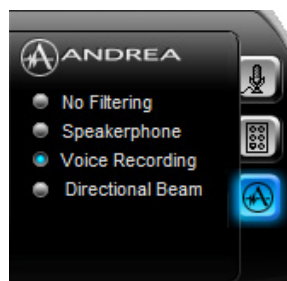 ANDREA
No Filtering
Speakerphone
Voice Recording
Directional Beam